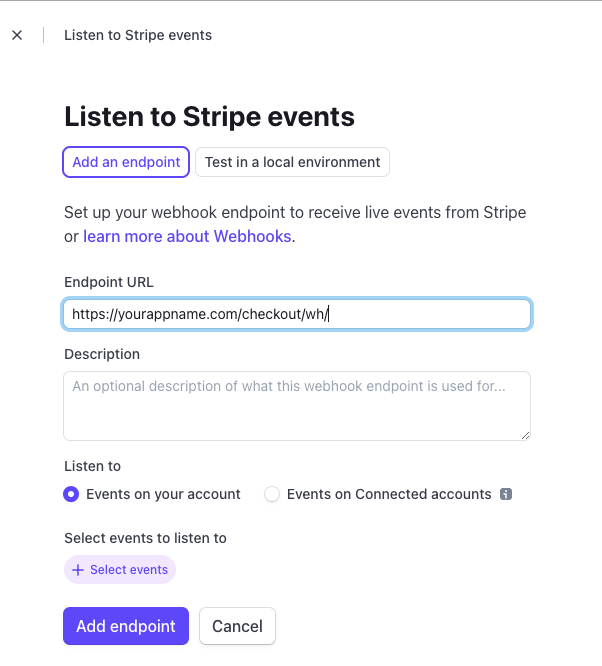 Listen to Stripe events
Listen to Stripe events
Add an endpoint
Test in a local environment
Set up your webhook endpoint to receive live events from Stripe
or learn more about Webhooks.
Endpoint URL
https://yourappname.com/checkout/wh/
Description
An optional description of what this webhook endpoint is used for...
Listen to
Events on your account
Events on Connected accounts
Select events to listen to
+ Select events
Add endpoint
Cancel